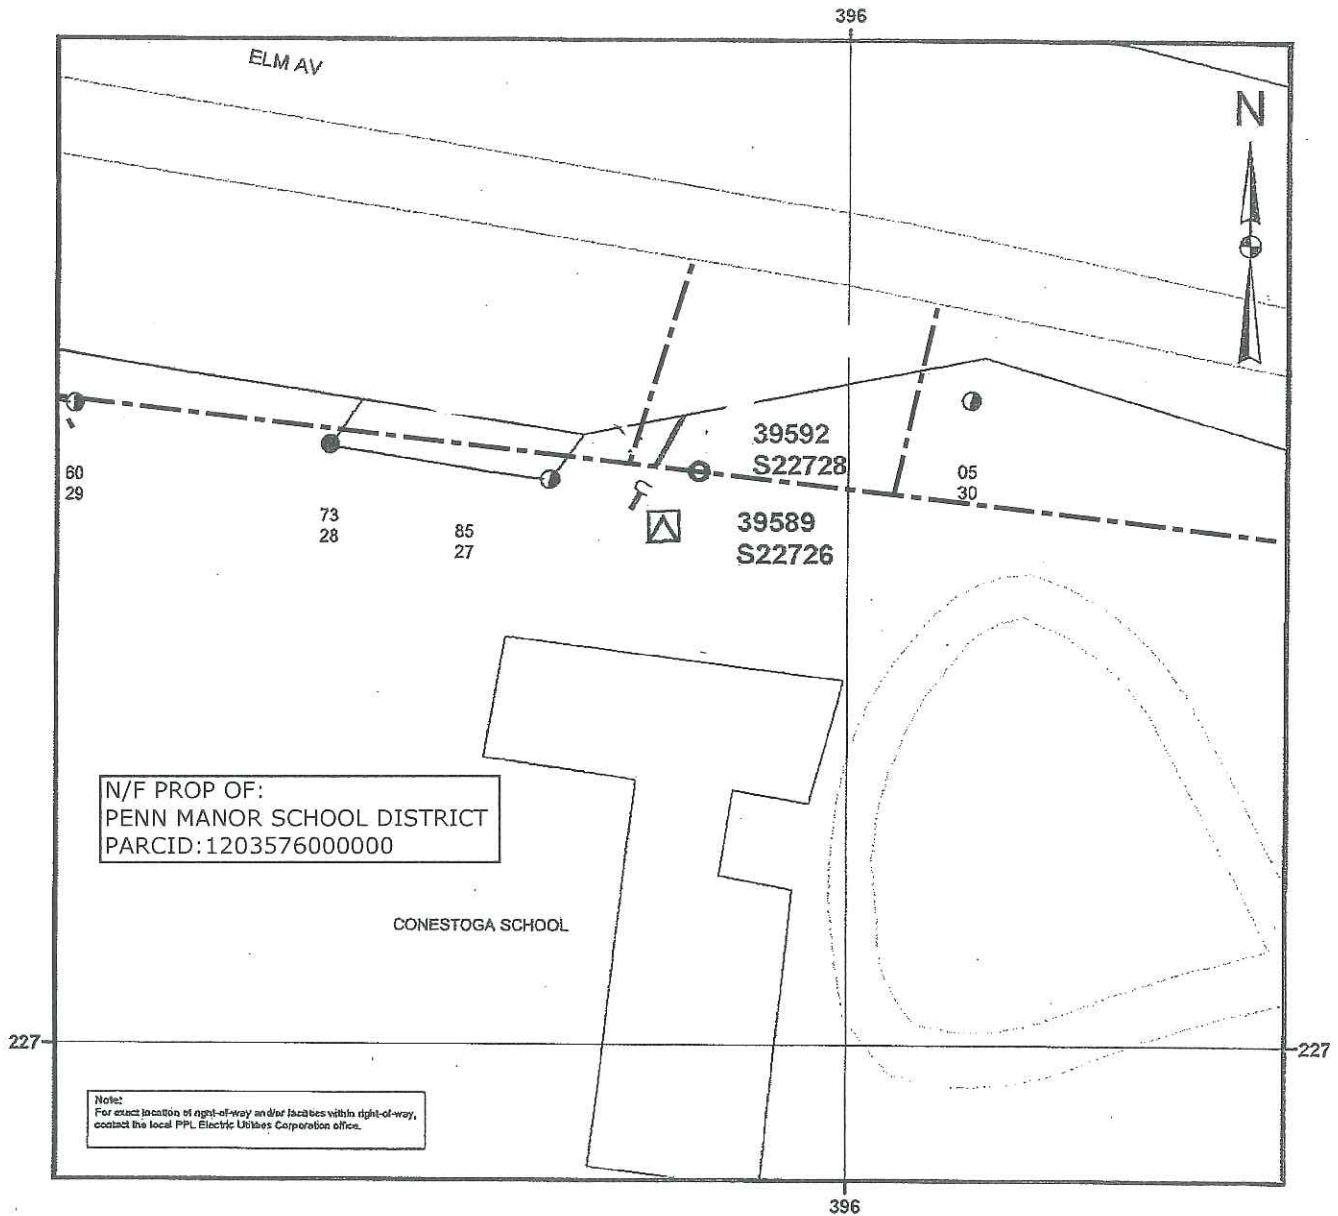 396
ELM AV
N
39592
S22728
60
29
05
30
73
28
85
27
39589
S22726
N/F PROP OF:
PENN MANOR SCHOOL DISTRICT
PARCID:1203576000000
CONESTOGA SCHOOL
227
227
Note:
For exact location of right-of-way and/or facilities within right-of-way,
contact the local PPL Electric Utilities Corporation office.
396